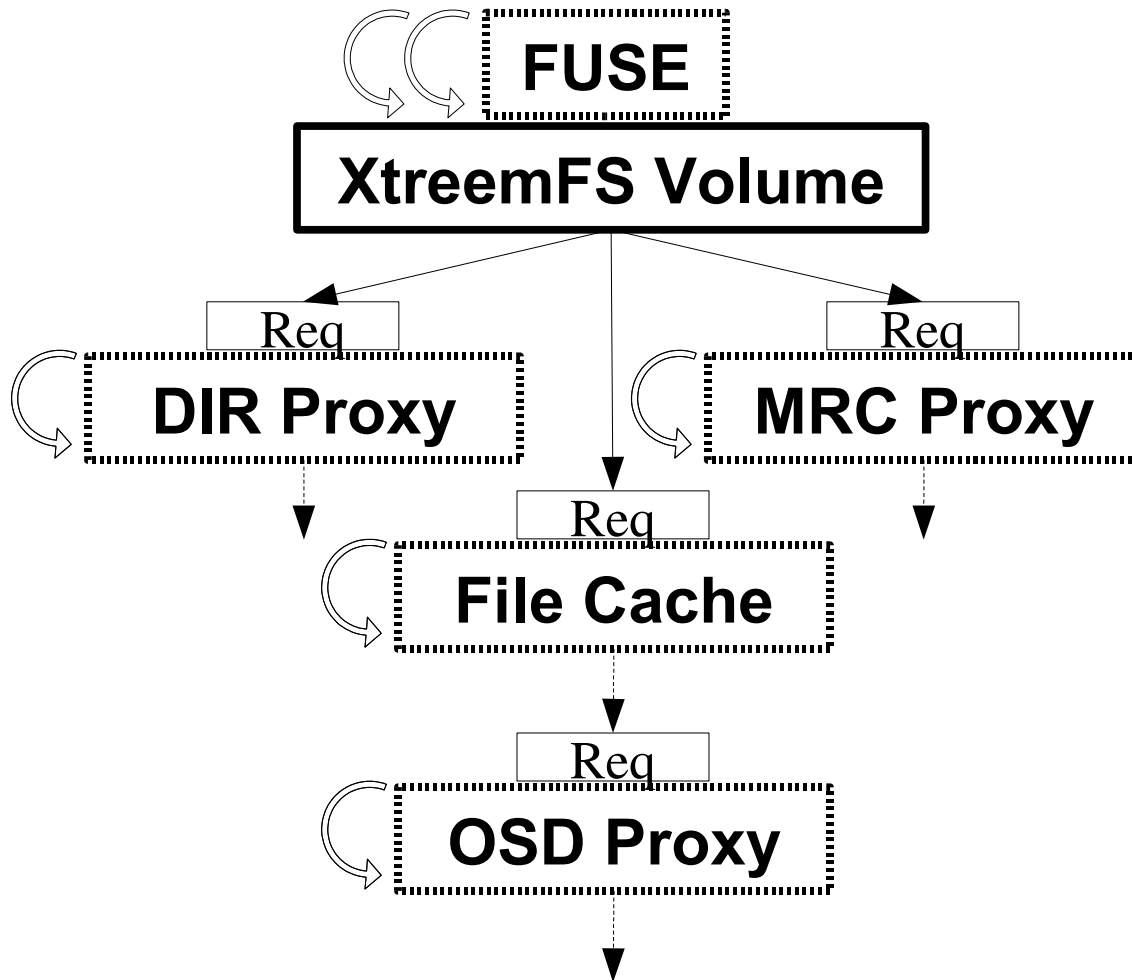 FUSE
XtreemFS Volume
Req
Req
DIR Proxy
MRC Proxy
Req
File Cache
Req
OSD Proxy